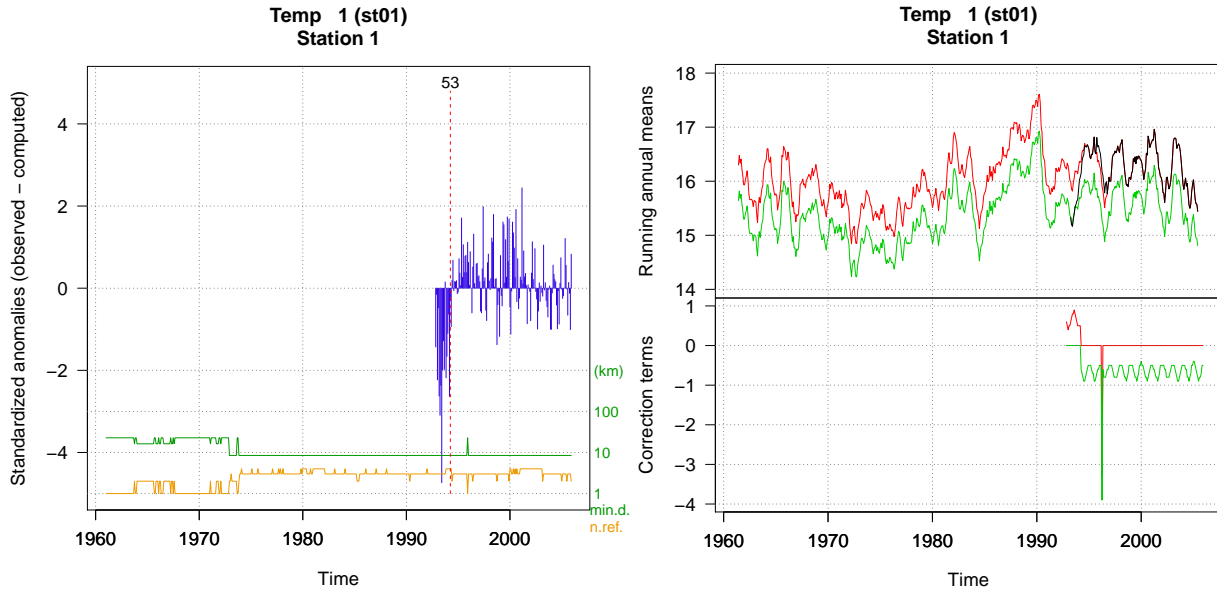 Temp 1 (st01)
Station 1
53
Standardized anomalies (observed − computed)
4
2
0
−2
−4
(km)
100
10
1
min.d.
n.ref.
1960
1970
1980
1990
2000
Time
Temp 1 (st01)
Station 1
Running annual means
18
17
16
15
14
Correction terms
1
0
−1
−2
−3
−4
1960
1970
1980
1990
2000
Time